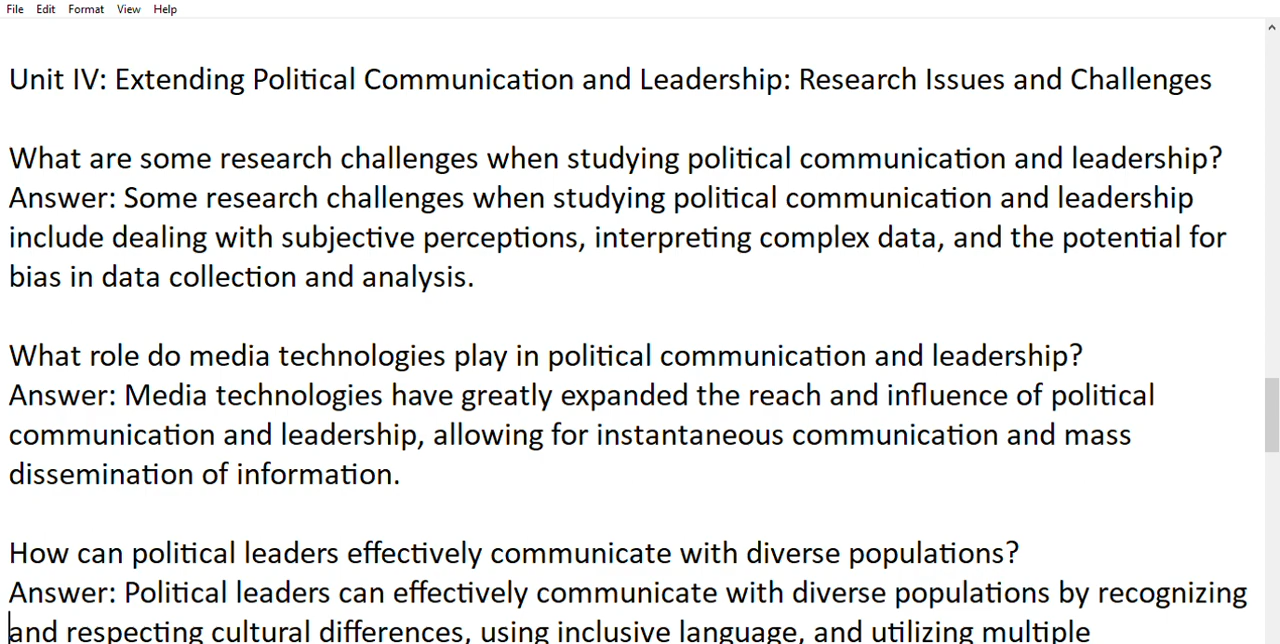 File Edit Format View Help
Unit IV: Extending Political Communication and Leadership: Research Issues and Challenges
What are some research challenges when studying political communication and leadership?
Answer: Some research challenges when studying political communication and leadership
include dealing with subjective perceptions, interpreting complex data, and the potential for
bias in data collection and analysis.
What role do media technologies play in political communication and leadership?
Answer: Media technologies have greatly expanded the reach and influence of political
communication and leadership, allowing for instantaneous communication and mass
dissemination of information.
How can political leaders effectively communicate with diverse populations?
Answer: Political leaders can effectively communicate with diverse populations by recognizing
and respecting cultural differences, using inclusive language, and utilizing multiple